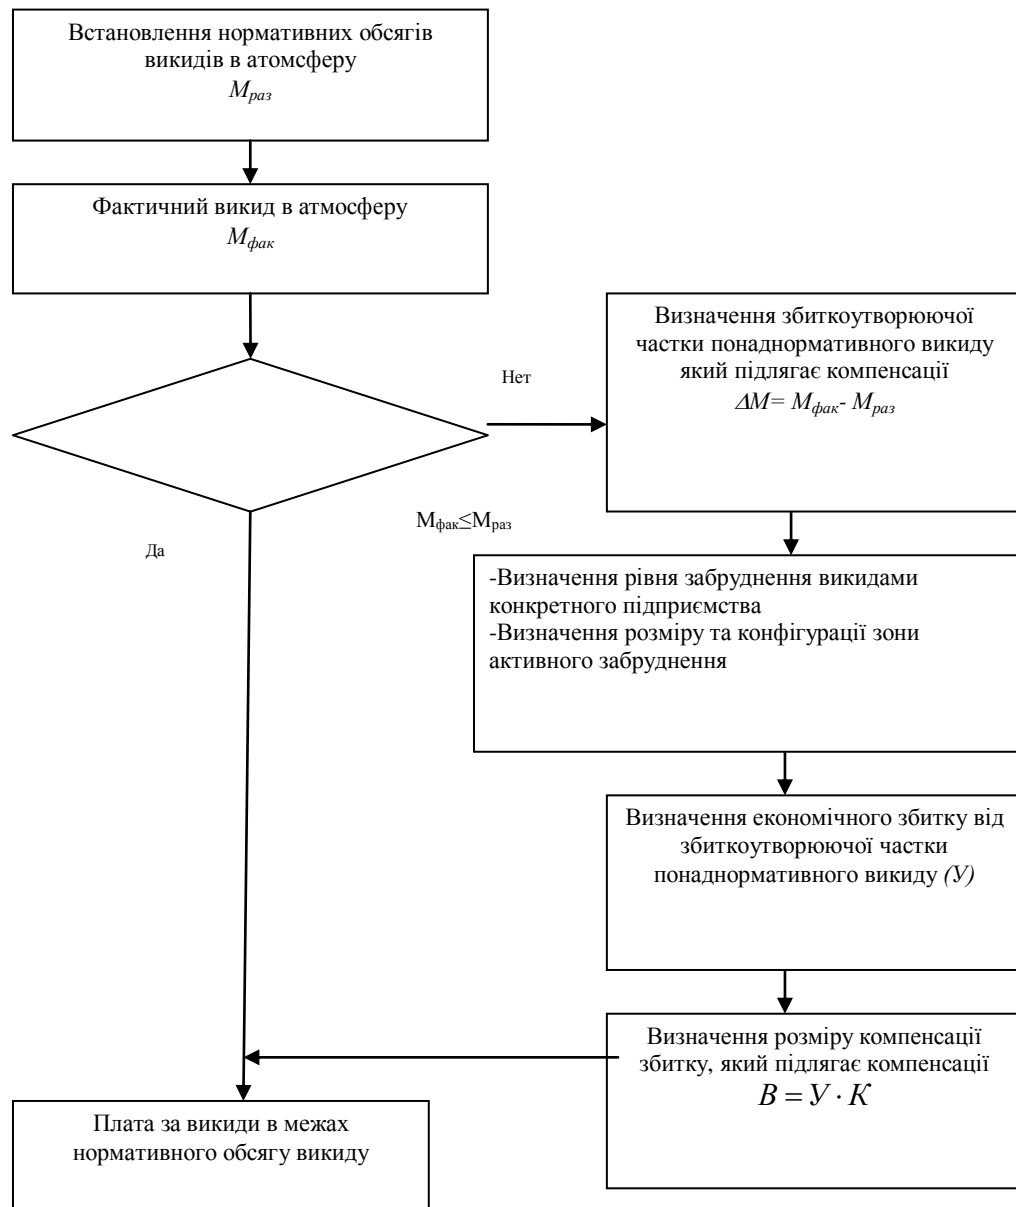 Встановлення нормативних обсягів
викидів в атомсферу
Mраз
Фактичний викид в атмосферу
Mфак
Нет
Mфак≤Mраз
Да
Визначення збиткоутворюючої
частки понаднормативного викиду
який підлягає компенсації
ΔM= Mфак- Mраз
-Визначення рівня забруднення викидами
конкретного підприємства
-Визначення розміру та конфігурації зони
активного забруднення
Визначення економічного збитку від
збиткоутворюючої частки
понаднормативного викиду (У)
Визначення розміру компенсації
збитку, який підлягає компенсації
B = У · K
Плата за викиди в межах
нормативного обсягу викиду